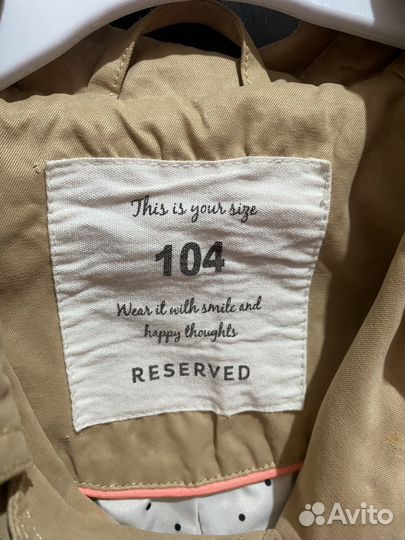 This is your size
104
Wear it with smile and
happy thoughts
RESERVED
Avito